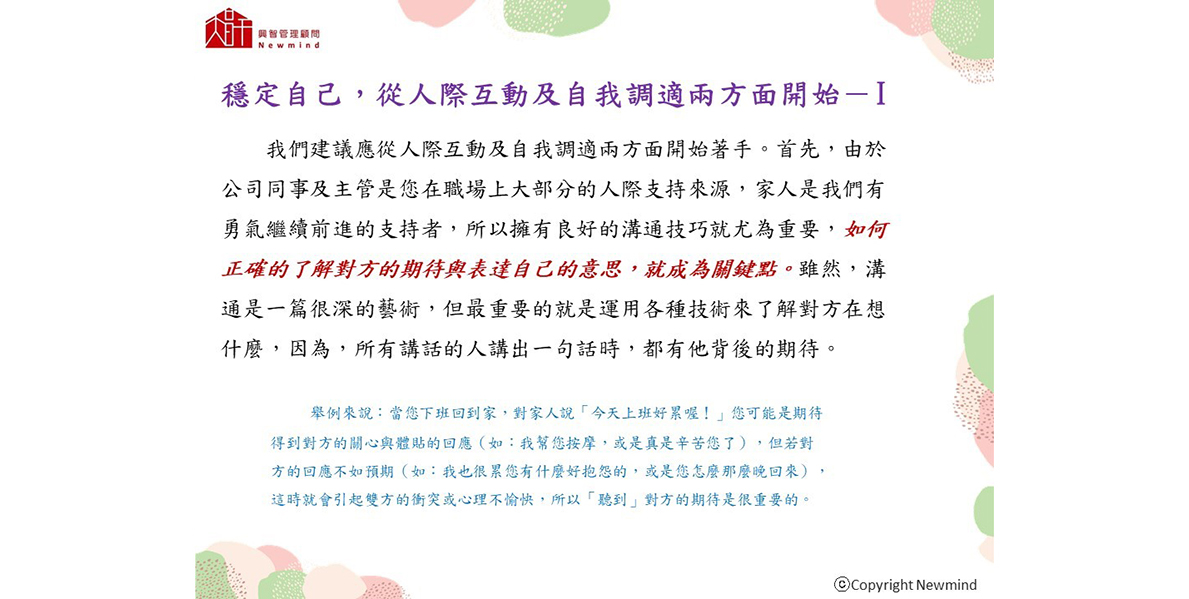 興智管理顧問
Newmind
穩定自己，從人際互動及自我調適兩方面開始－I
我們建議應從人際互動及自我調適兩方面開始著手。首先，由於
公司同事及主管是您在職場上大部分的人際支持來源，家人是我們有
勇氣繼續前進的支持者，所以擁有良好的溝通技巧就尤為重要，如何
正確的了解對方的期待與表達自己的意思，就成為關鍵點。雖然，溝
通是一篇很深的藝術，但最重要的就是運用各種技術來了解對方在想
什麼，因為，所有講話的人講出一句話時，都有他背後的期待。
舉例來說：當您下班回到家，對家人說「今天上班好累喔！」您可能是期待
得到對方的關心與體貼的回應（如：我幫您按摩，或是真是辛苦您了），但若對
方的回應不如預期（如：我也很累您有什麼好抱怨的，或是您怎麼那麼晚回來），
這時就會引起雙方的衝突或心理不愉快，所以「聽到」對方的期待是很重要的。
ⓒCopyright Newmind